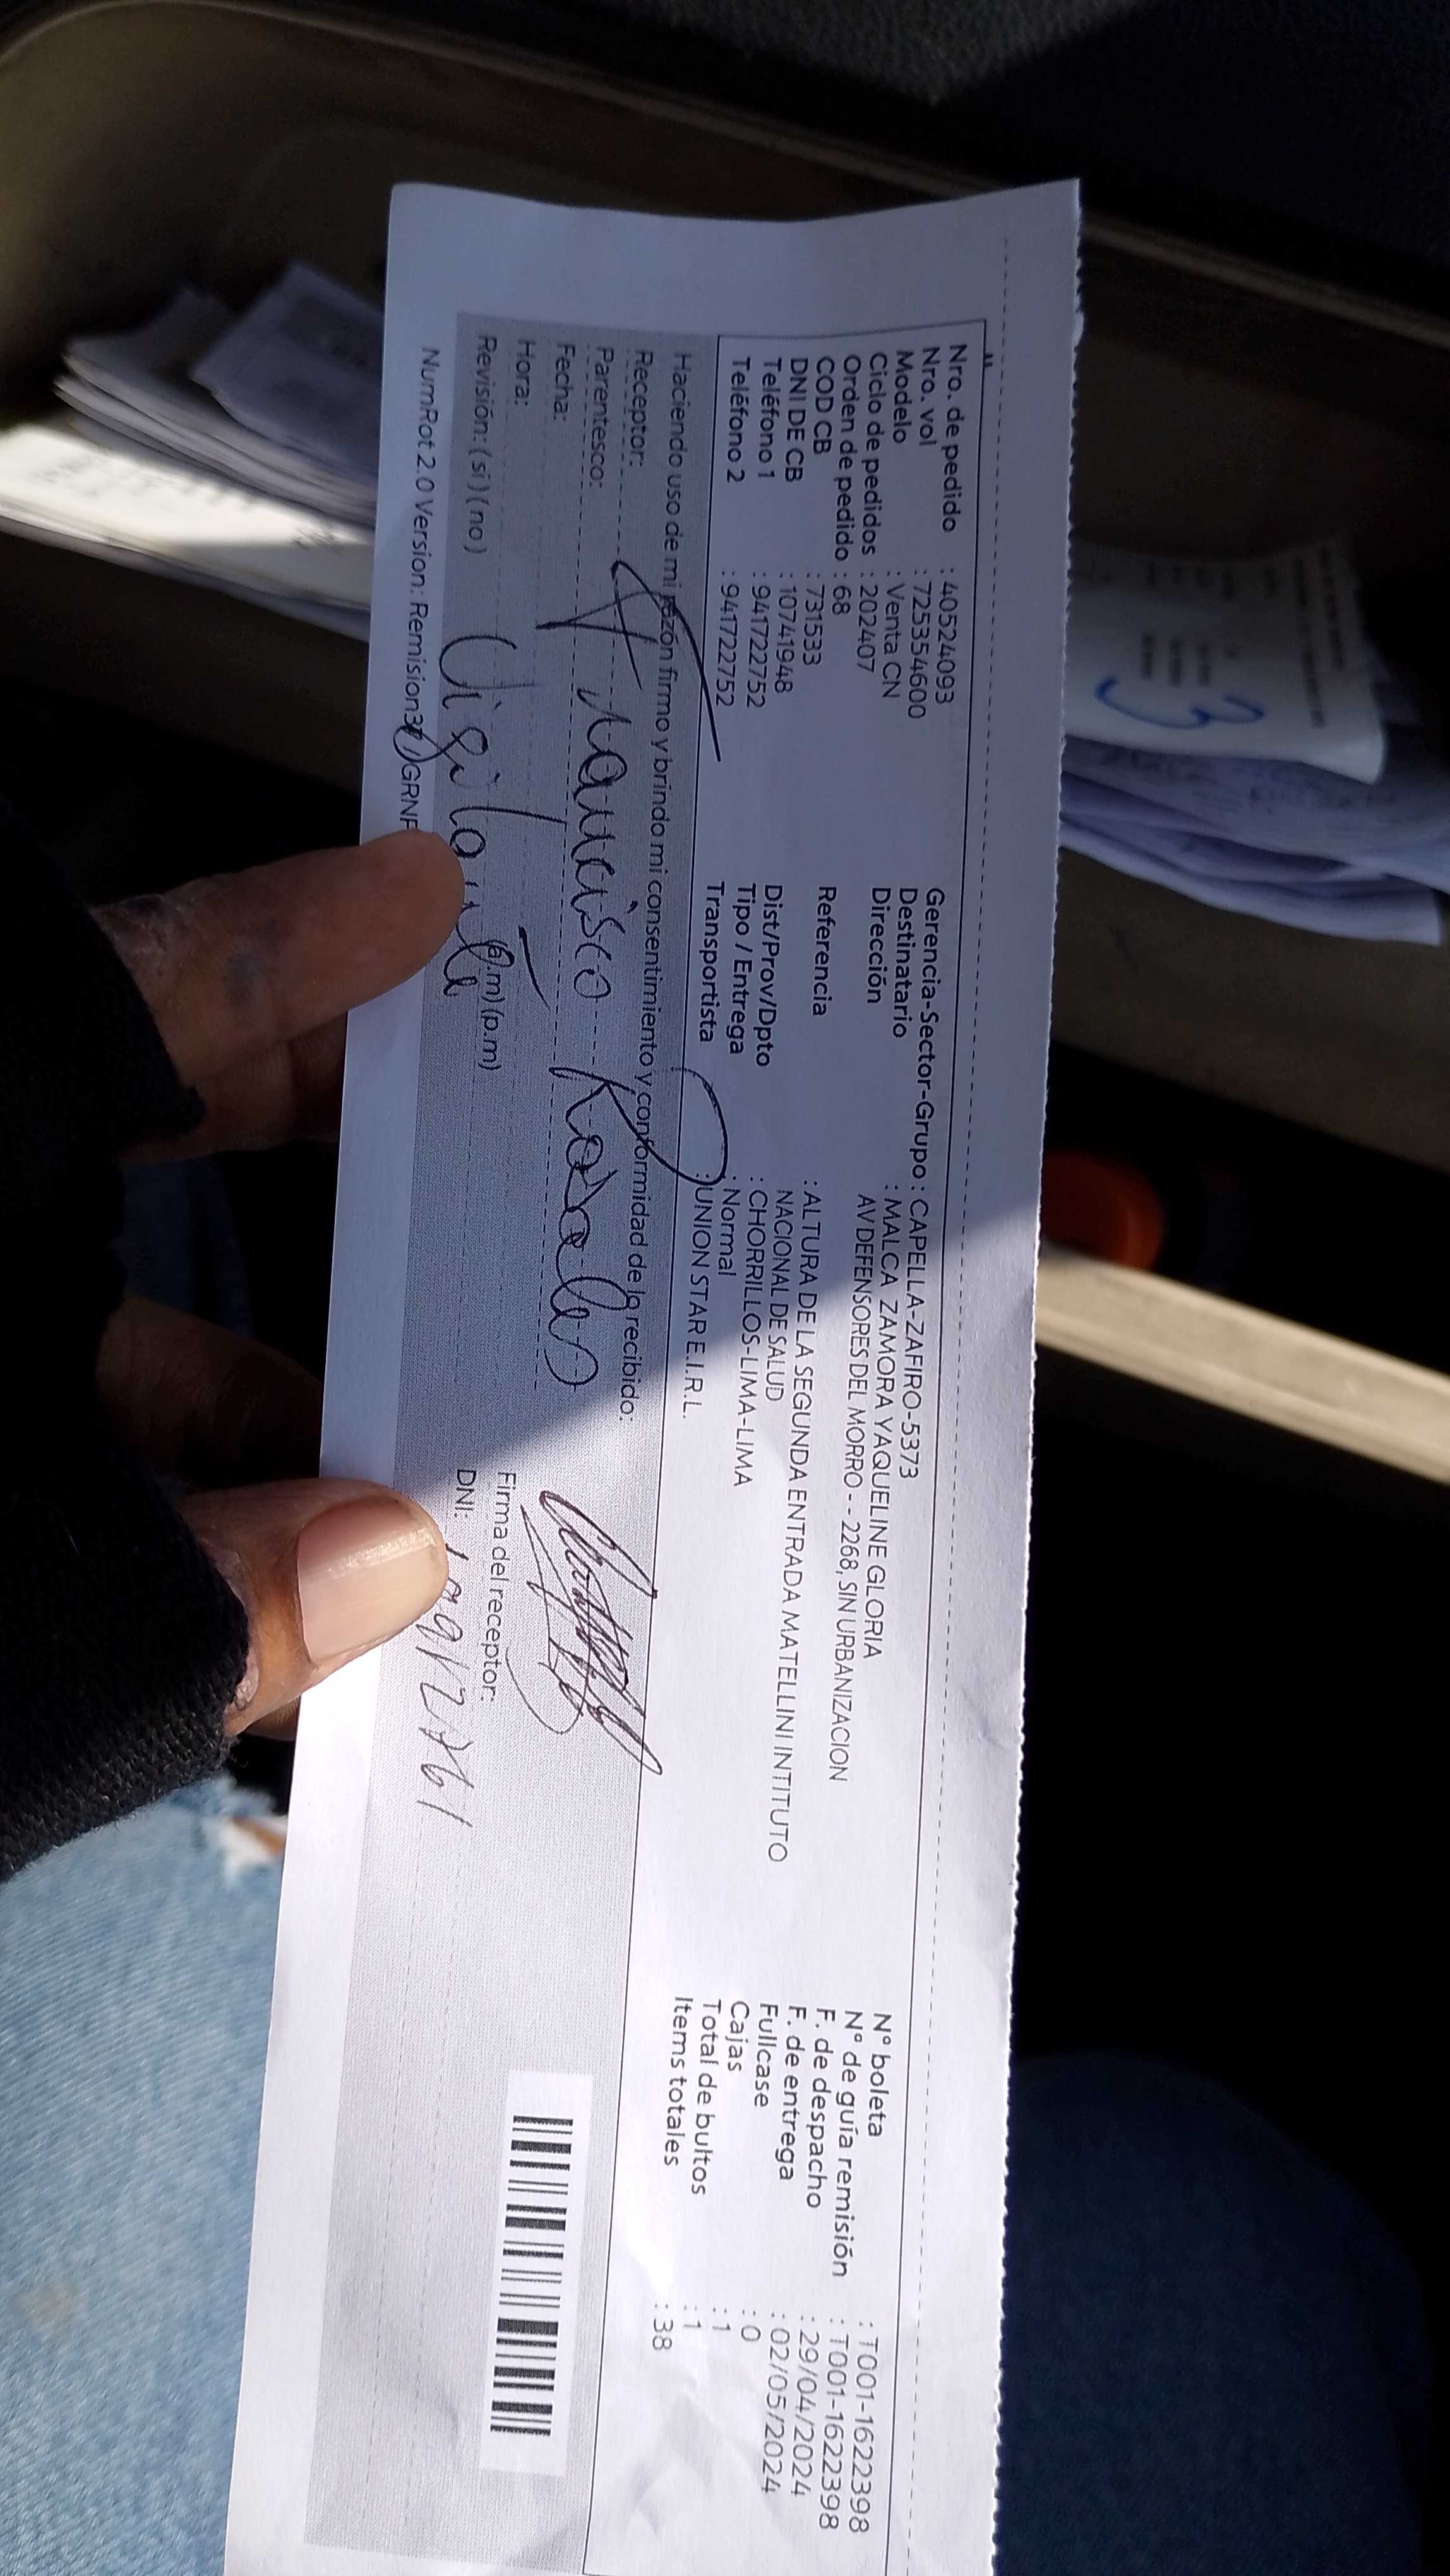 Nro. de pedido : 40524093
Nro. vol : 725354600
Modelo : Venta CN
Ciclo de pedidos : 202407
Orden de pedido : 68
COD CB : 731533
DNI DE CB : 10741948
Teléfono 1 : 941722752
Teléfono 2 : 941722752
Gerencia-Sector-Grupo : CAPELLA-ZAFIRO-5373
Destinatario : MALCA ZAMORA YAQUELINE GLORIA
Dirección AV DEFENSORES DEL MORRO -- 2268, SIN URBANIZACION
Referencia : ALTURA DE LA SEGUNDA ENTRADA MATELLINI INTITUTO
NACIONAL DE SALUD
Dist/Prov/Dpto : CHORRILLOS-LIMA-LIMA
Tipo / Entrega : Normal
Transportista : UNION STAR E.I.R.L.
N° boleta : T001-1622398
N° de guía remisión : T001-1622398
F. de despacho : 29/04/2024
F. de entrega : 02/05/2024
Fullcase : 0
Cajas : 1
Total de bultos : 1
Items totales : 38
Haciendo uso de mi razón firmo y brindo mi consentimiento y conformidad de lo recibido:
Receptor:
Parentesco: Francisco Rosales
Fecha:
Hora: (a.m) (p.m)
Revisión: (si) (no) Vigilante
Firma del receptor:
DNI:
NumRot 2.0 Version: Remision